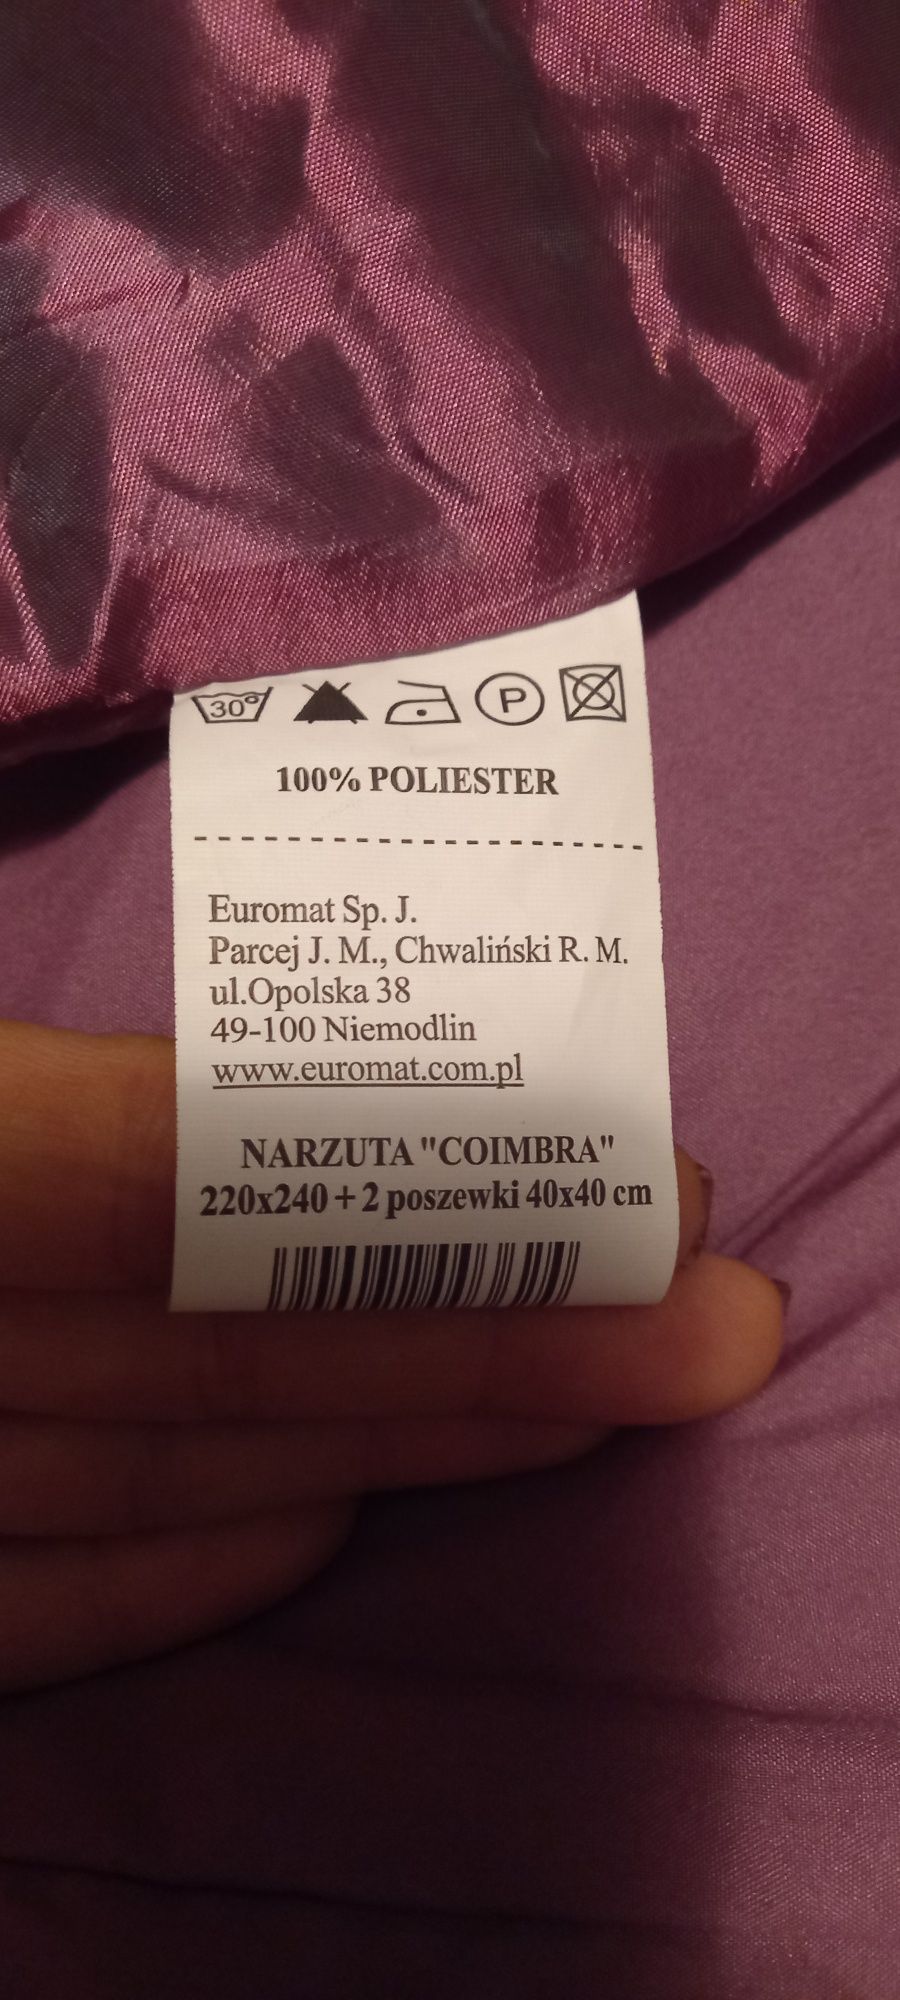 30°
P
100% POLIESTER
Euromat Sp. J.
Parcej J. M., Chwaliński R. M.
ul.Opolska 38
49-100 Niemodlin
www.euromat.com.pl
NARZUTA "COIMBRA"
220x240 + 2 poszewki 40x40 cm